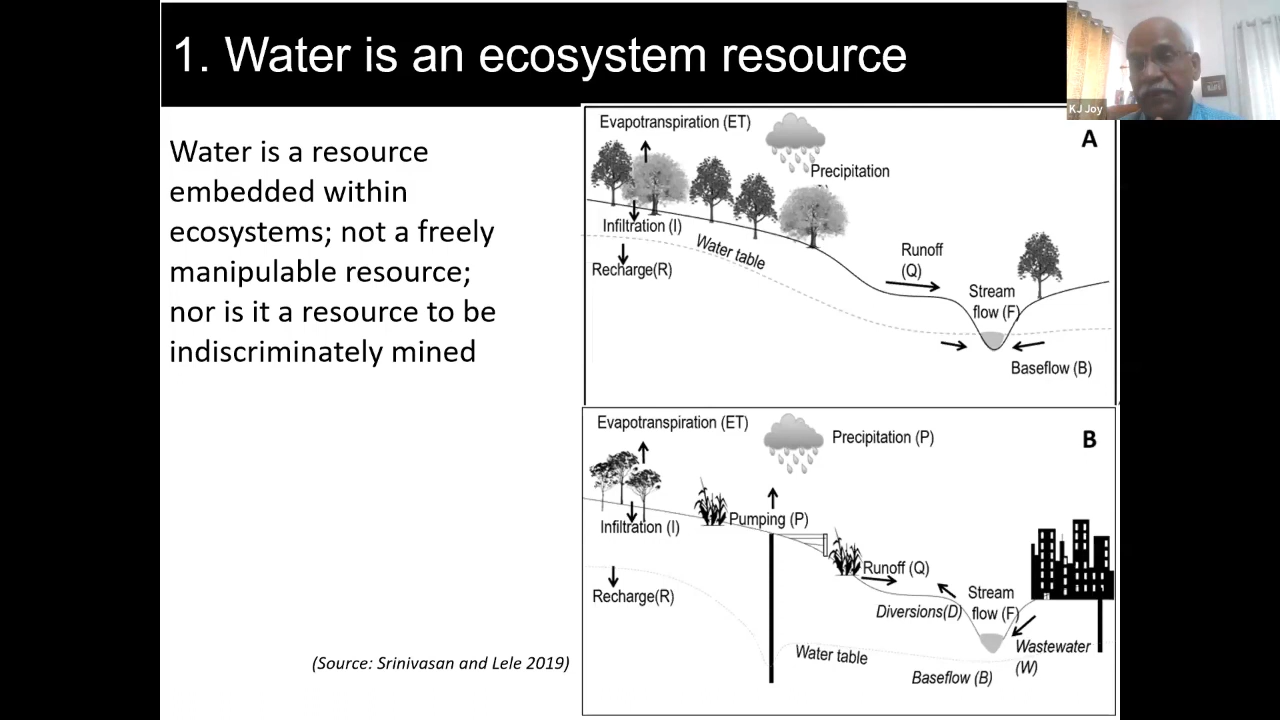 1. Water is an ecosystem resource
KJ Joy
Water is a resource
embedded within
ecosystems; not a freely
manipulable resource;
nor is it a resource to be
indiscriminately mined
(Source: Srinivasan and Lele 2019)
A
Evapotranspiration (ET)
Precipitation
Infiltration (I)
Water table
Recharge(R)
Runoff
(Q)
Stream
flow (F)
Baseflow (B)
B
Evapotranspiration (ET)
Precipitation (P)
Infiltration (I)
Pumping (P)
Runoff (Q)
Recharge(R)
Diversions(D)
Stream
flow (F)
Wastewater
(W)
Water table
Baseflow (B)